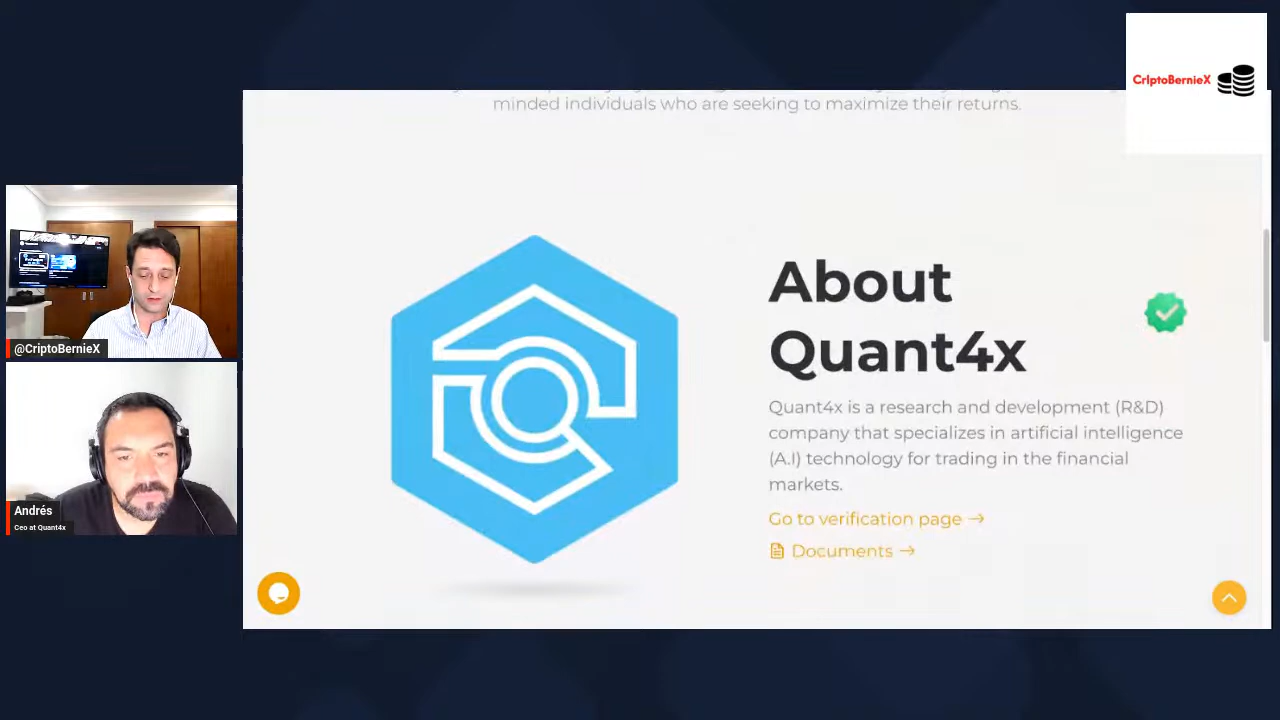 CriptoBernieX
minded individuals who are seeking to maximize their returns.
About
Quant4x
Quant4x is a research and development (R&D)
company that specializes in artificial intelligence
(A.I) technology for trading in the financial
markets.
Go to verification page →
Documents →
@CriptoBernieX
Andrés
Ceo at Quant4x